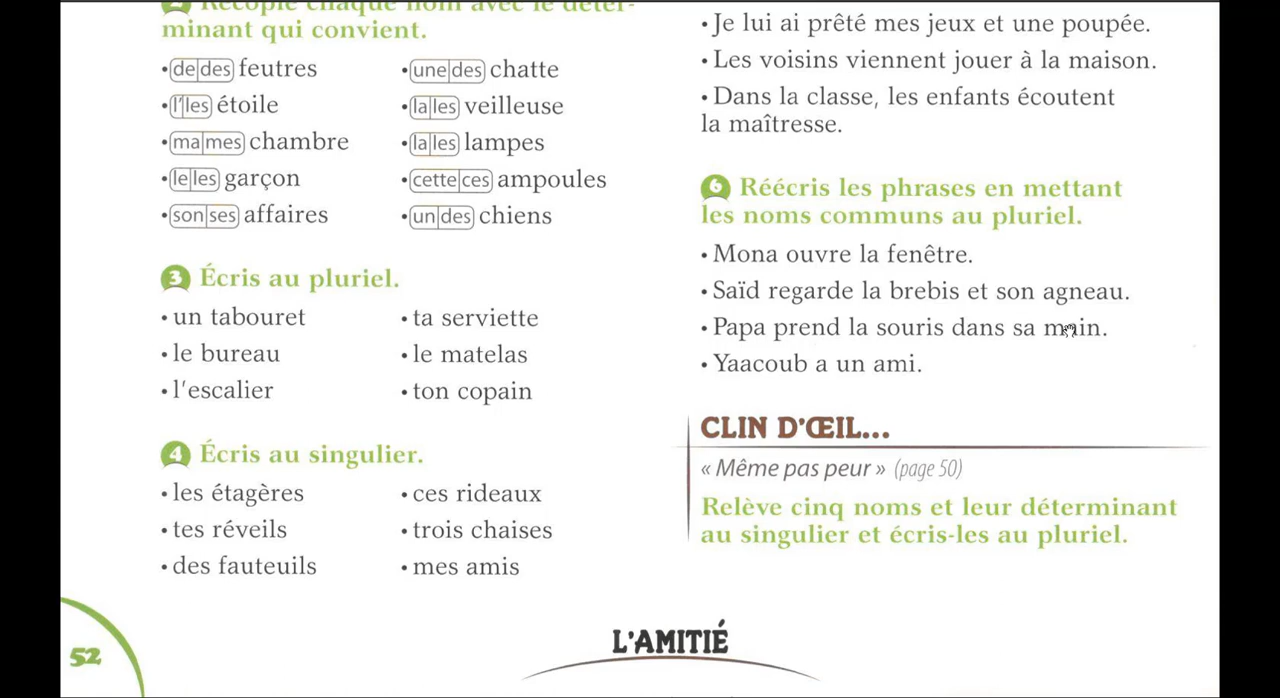 2 Recopie chaque nom avec le déter-
minant qui convient.
• de|des feutres
• l'|les étoile
• ma|mes chambre
• le|les garçon
• son|ses affaires
• une|des chatte
• la|les veilleuse
• la|les lampes
• cette|ces ampoules
• un|des chiens
3 Écris au pluriel.
• un tabouret
• le bureau
• l'escalier
• ta serviette
• le matelas
• ton copain
4 Écris au singulier.
• les étagères
• tes réveils
• des fauteuils
• ces rideaux
• trois chaises
• mes amis
• Je lui ai prêté mes jeux et une poupée.
• Les voisins viennent jouer à la maison.
• Dans la classe, les enfants écoutent
la maîtresse.
6 Réécris les phrases en mettant
les noms communs au pluriel.
• Mona ouvre la fenêtre.
• Saïd regarde la brebis et son agneau.
• Papa prend la souris dans sa main.
• Yaacoub a un ami.
CLIN D'ŒIL...
« Même pas peur » (page 50)
Relève cinq noms et leur déterminant
au singulier et écris-les au pluriel.
52
L'AMITIÉ